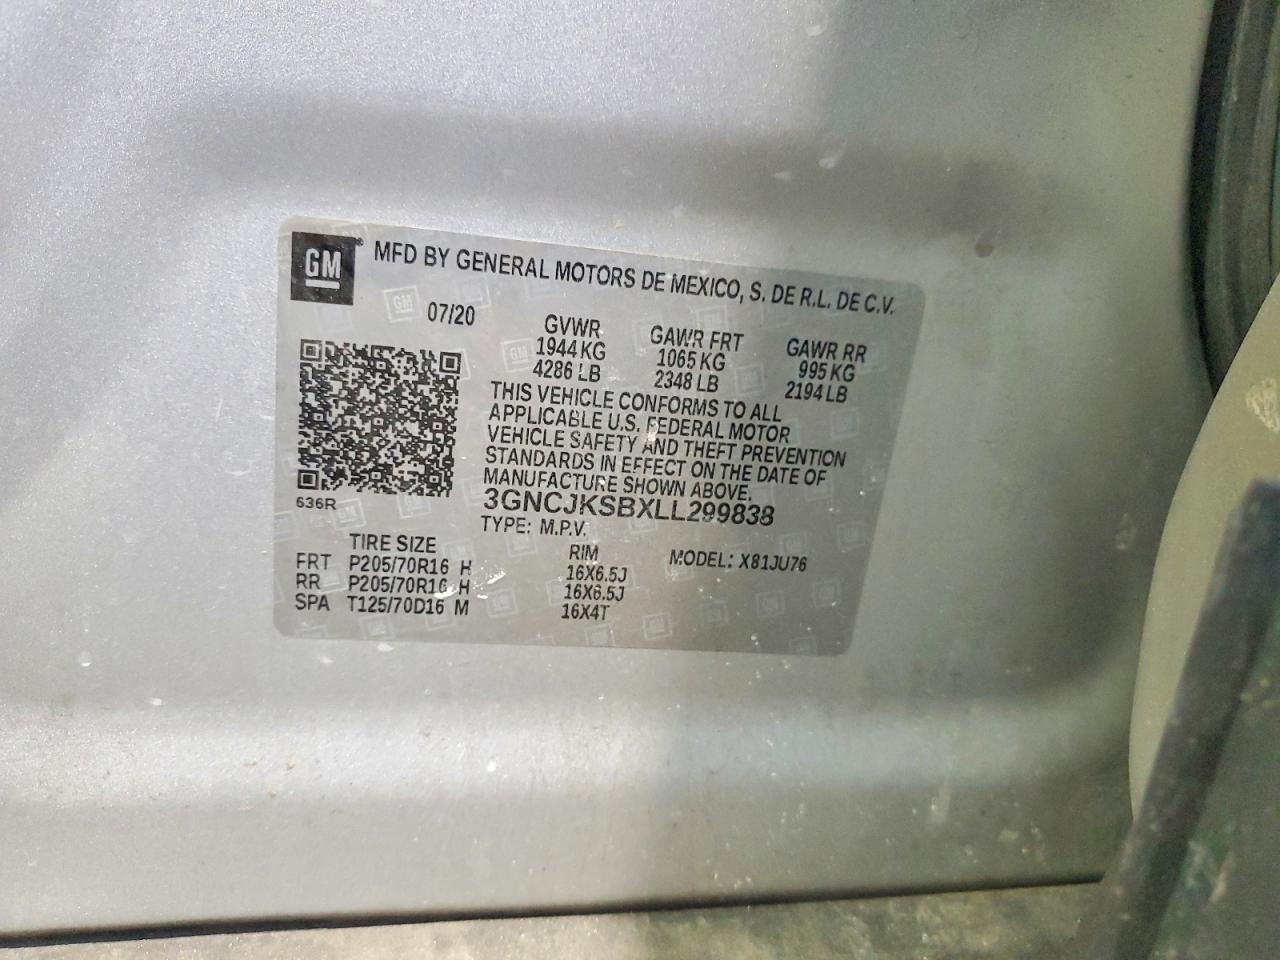 GM® MFD BY GENERAL MOTORS DE MEXICO, S. DE R.L. DE C.V.
07/20 GVWR GAWR FRT GAWR RR
1944 KG 1065 KG 995 KG
4286 LB 2348 LB 2194 LB
THIS VEHICLE CONFORMS TO ALL
APPLICABLE U.S. FEDERAL MOTOR
VEHICLE SAFETY AND THEFT PREVENTION
STANDARDS IN EFFECT ON THE DATE OF
MANUFACTURE SHOWN ABOVE.
636R 3GNCJKSBXLL299838
TYPE: M.P.V.
TIRE SIZE RIM MODEL: X81JU76
FRT P205/70R16 H 16X6.5J
RR P205/70R16 H 16X6.5J
SPA T125/70D16 M 16X4T